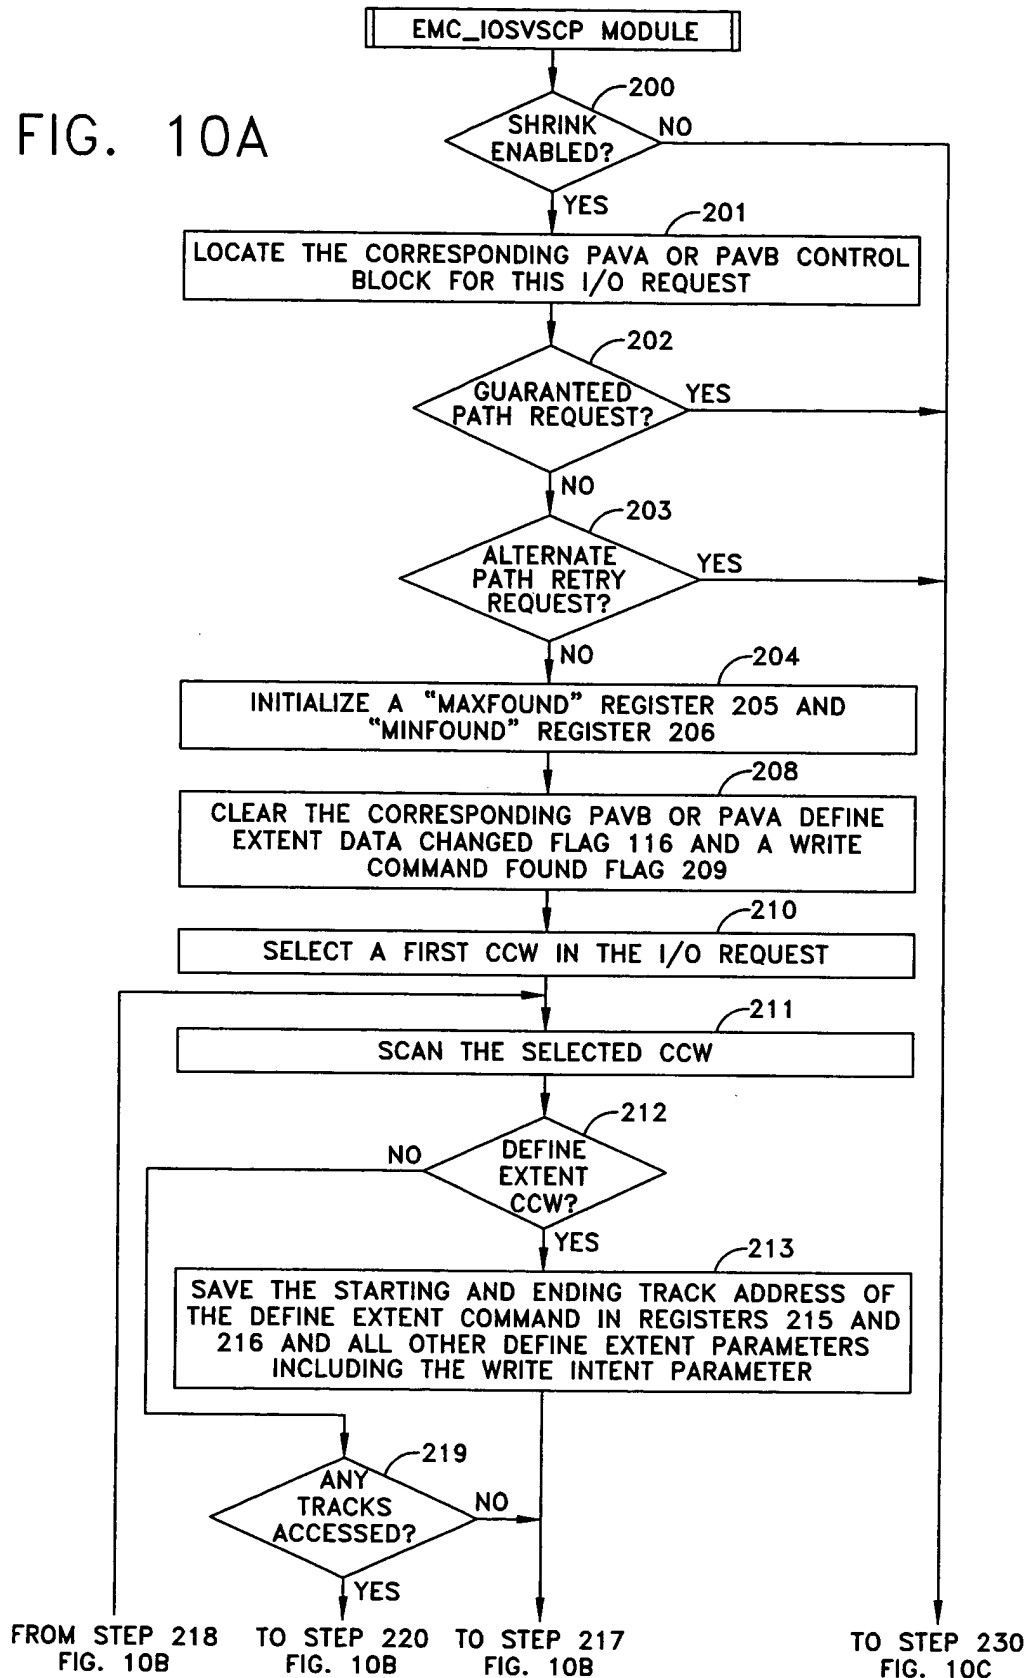 EMC_IOSVSCP MODULE
FIG. 10A
200
SHRINK
ENABLED?
NO
YES
201
LOCATE THE CORRESPONDING PAVA OR PAVB CONTROL
BLOCK FOR THIS I/O REQUEST
202
GUARANTEED
PATH REQUEST?
YES
NO
203
ALTERNATE
PATH RETRY
REQUEST?
YES
NO
204
INITIALIZE A "MAXFOUND" REGISTER 205 AND
"MINFOUND" REGISTER 206
208
CLEAR THE CORRESPONDING PAVB OR PAVA DEFINE
EXTENT DATA CHANGED FLAG 116 AND A WRITE
COMMAND FOUND FLAG 209
210
SELECT A FIRST CCW IN THE I/O REQUEST
211
SCAN THE SELECTED CCW
212
DEFINE
EXTENT
CCW?
NO
YES
213
SAVE THE STARTING AND ENDING TRACK ADDRESS OF
THE DEFINE EXTENT COMMAND IN REGISTERS 215 AND
216 AND ALL OTHER DEFINE EXTENT PARAMETERS
INCLUDING THE WRITE INTENT PARAMETER
219
ANY
TRACKS
ACCESSED?
NO
YES
FROM STEP 218
FIG. 10B
TO STEP 220
FIG. 10B
TO STEP 217
FIG. 10B
TO STEP 230
FIG. 10C